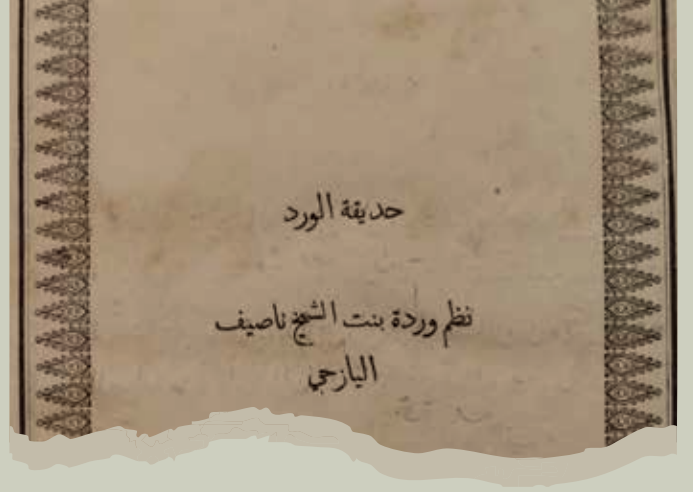 حديقة الورد
نظم وردة بنت الشيخ ناصيف
اليازجي